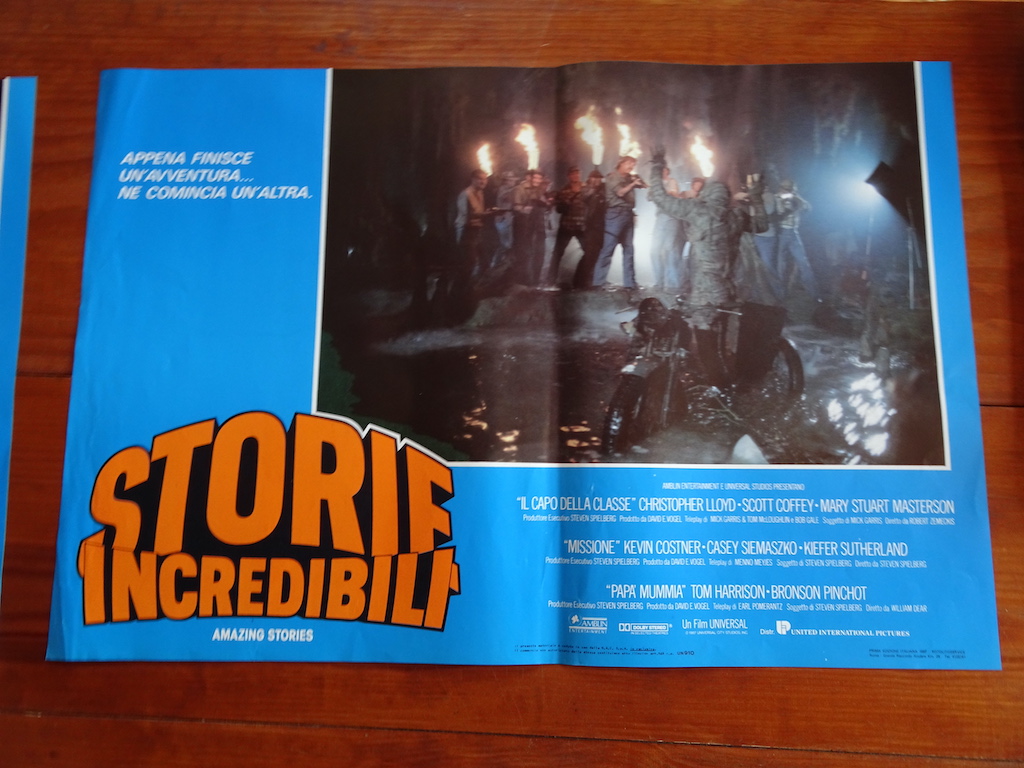 APPENA FINISCE
UN'AVVENTURA...
NE COMINCIA UN'ALTRA.
STORIE
INCREDIBILI
AMAZING STORIES
AMBLIN ENTERTAINMENT E UNIVERSAL STUDIOS PRESENTANO
"IL CAPO DELLA CLASSE" CHRISTOPHER LLOYD • SCOTT COFFEY • MARY STUART MASTERSON
Produttore Esecutivo STEVEN SPIELBERG Prodotto da DAVID E. VOGEL Teleplay di MICK GARRIS & TOM McLOUGHLIN e BOB GALE Soggetto di MICK GARRIS Diretto da ROBERT ZEMECKIS
"MISSIONE" KEVIN COSTNER • CASEY SIEMASZKO • KIEFER SUTHERLAND
Produttore Esecutivo STEVEN SPIELBERG Prodotto da DAVID E. VOGEL Teleplay di MENNO MEYJES Soggetto di STEVEN SPIELBERG Diretto da STEVEN SPIELBERG
"PAPA' MUMMIA" TOM HARRISON • BRONSON PINCHOT
Produttore Esecutivo STEVEN SPIELBERG Prodotto da DAVID E. VOGEL Teleplay di EARL POMERANTZ Soggetto di STEVEN SPIELBERG Diretto da WILLIAM DEAR
AMBLIN ENTERTAINMENT
DOLBY STEREO
Un Film UNIVERSAL
© 1987 UNIVERSAL CITY STUDIOS INC.
Distr. UNITED INTERNATIONAL PICTURES